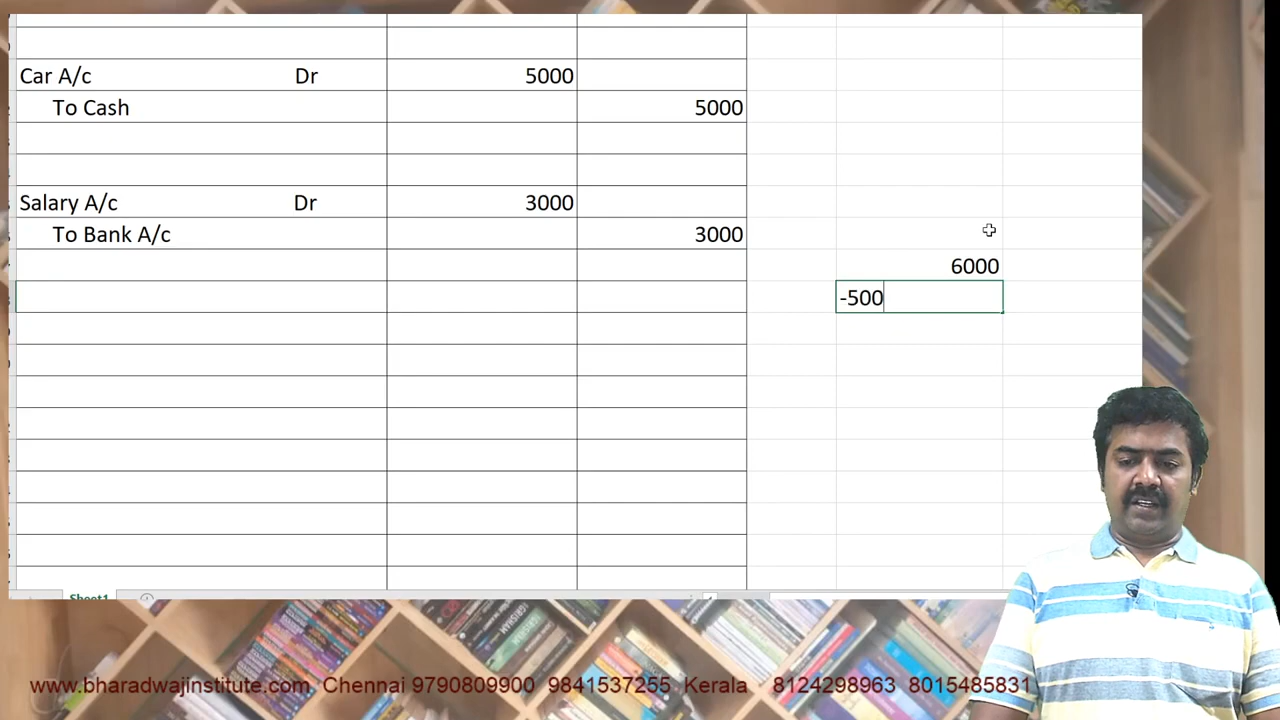 Car A/c Dr 5000
To Cash 5000
Salary A/c Dr 3000
To Bank A/c 3000
6000
-500
Sheet1
GRISHAM
www.bharadwajinstitute.com Chennai 9790809900 9841537255 Kerala 8124298963 8015485831